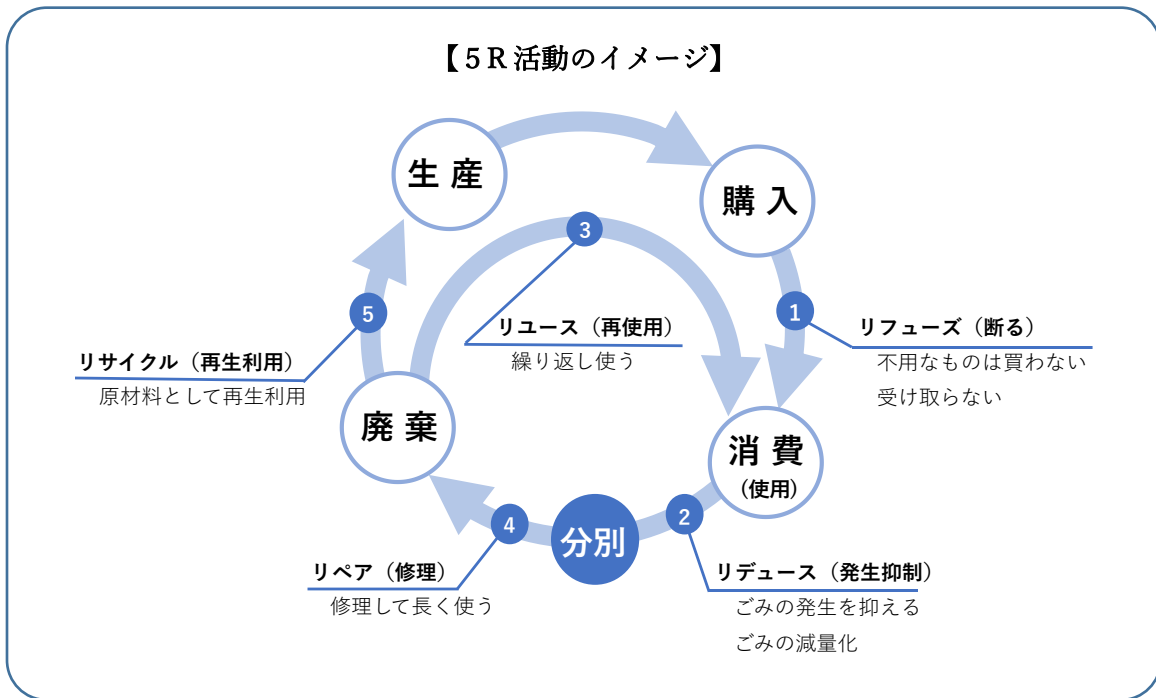 【５Ｒ活動のイメージ】
生 産
購 入
3
1
5
リユース（再使用）
繰り返し使う
リフューズ（断る）
不用なものは買わない
受け取らない
リサイクル（再生利用）
原材料として再生利用
廃 棄
消 費
(使用)
分別
4
2
リペア（修理）
修理して長く使う
リデュース（発生抑制）
ごみの発生を抑える
ごみの減量化